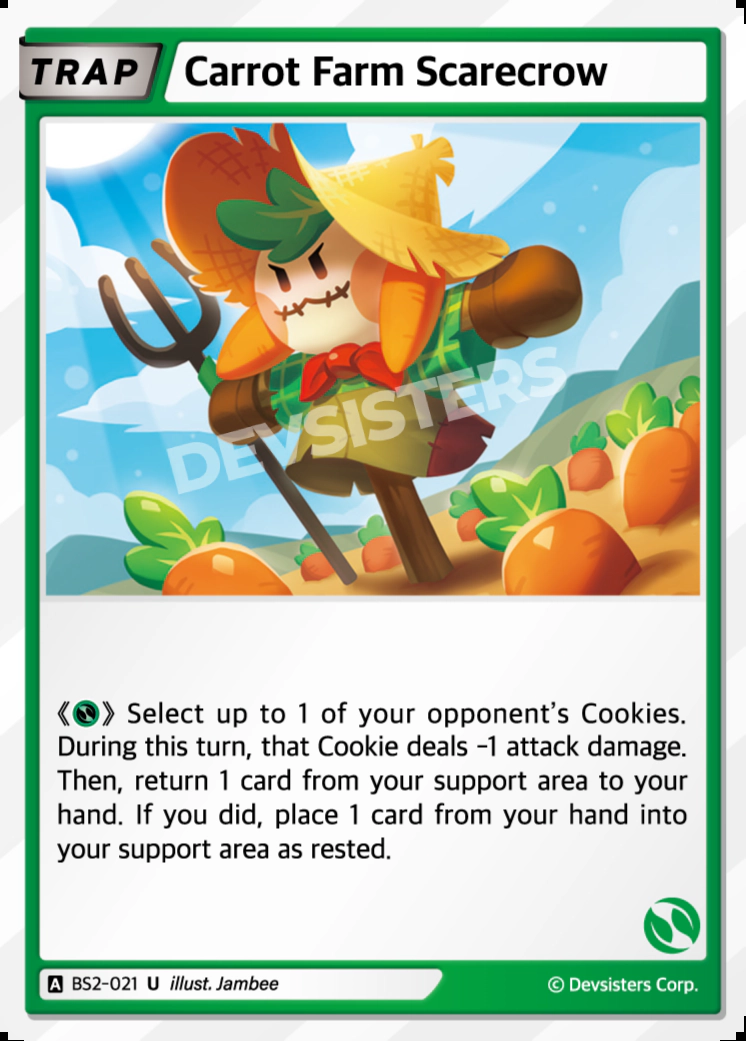 TRAP Carrot Farm Scarecrow
DEVSISTERS
《 》 Select up to 1 of your opponent's Cookies.
During this turn, that Cookie deals -1 attack damage.
Then, return 1 card from your support area to your
hand. If you did, place 1 card from your hand into
your support area as rested.
A BS2-021 U illust. Jambee
© Devsisters Corp.